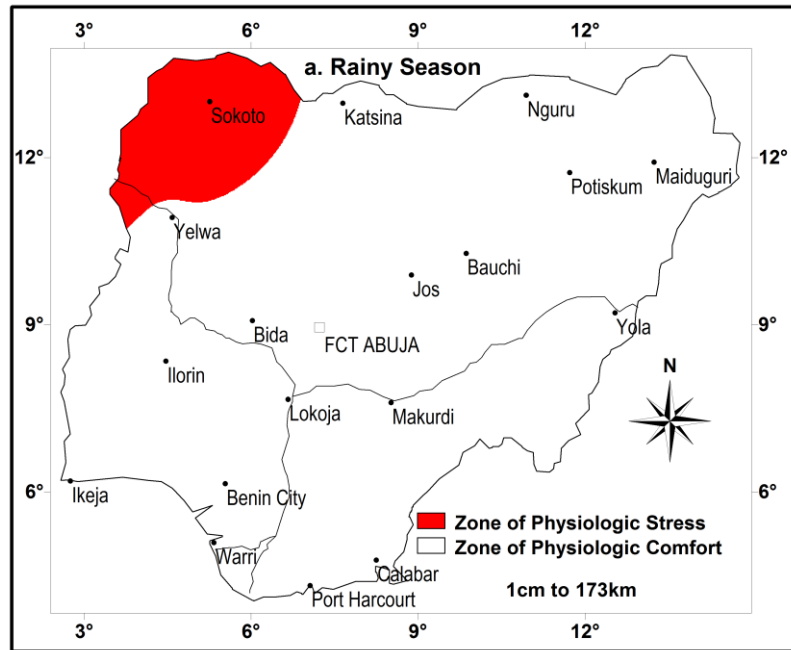 3° 6° 9° 12°
a. Rainy Season
Sokoto
Katsina
Nguru
12° 12°
Potiskum
Maiduguri
Yelwa
Bauchi
Jos
9° 9°
Bida
FCT ABUJA
Yola
Ilorin
N
Lokoja
Makurdi
6° 6°
Ikeja
Benin City
Zone of Physiologic Stress
Zone of Physiologic Comfort
Warri
Calabar
Port Harcourt
1cm to 173km
3° 6° 9° 12°